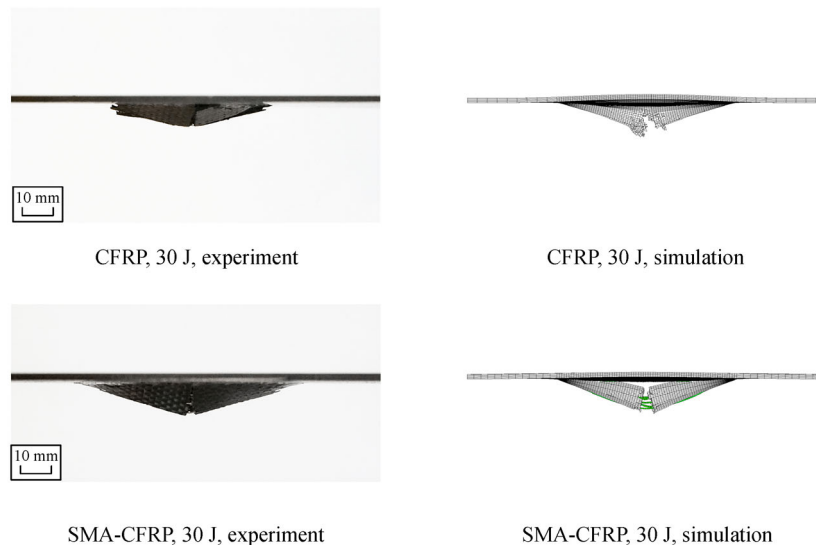 10 mm
CFRP, 30 J, experiment
CFRP, 30 J, simulation
10 mm
SMA-CFRP, 30 J, experiment
SMA-CFRP, 30 J, simulation